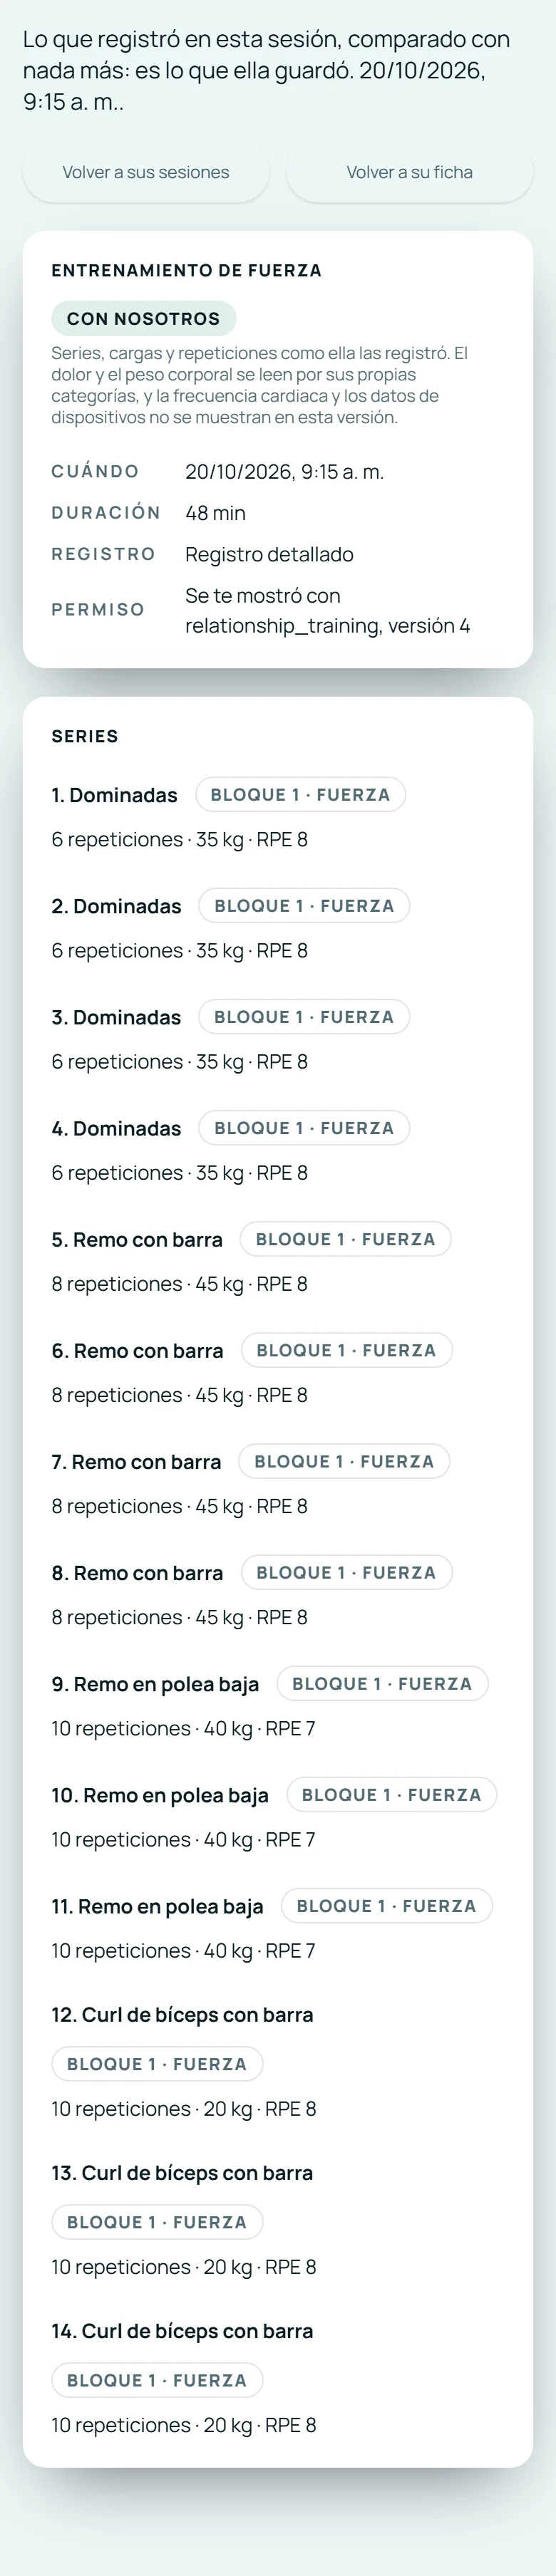 Lo que registró en esta sesión, comparado con
nada más: es lo que ella guardó. 20/10/2026,
9:15 a. m..
Volver a sus sesiones
Volver a su ficha
ENTRENAMIENTO DE FUERZA
CON NOSOTROS
Series, cargas y repeticiones como ella las registró. El
dolor y el peso corporal se leen por sus propias
categorías, y la frecuencia cardiaca y los datos de
dispositivos no se muestran en esta versión.
CUÁNDO 20/10/2026, 9:15 a. m.
DURACIÓN 48 min
REGISTRO Registro detallado
PERMISO Se te mostró con
relationship_training, versión 4
SERIES
1. Dominadas BLOQUE 1 · FUERZA
6 repeticiones · 35 kg · RPE 8
2. Dominadas BLOQUE 1 · FUERZA
6 repeticiones · 35 kg · RPE 8
3. Dominadas BLOQUE 1 · FUERZA
6 repeticiones · 35 kg · RPE 8
4. Dominadas BLOQUE 1 · FUERZA
6 repeticiones · 35 kg · RPE 8
5. Remo con barra BLOQUE 1 · FUERZA
8 repeticiones · 45 kg · RPE 8
6. Remo con barra BLOQUE 1 · FUERZA
8 repeticiones · 45 kg · RPE 8
7. Remo con barra BLOQUE 1 · FUERZA
8 repeticiones · 45 kg · RPE 8
8. Remo con barra BLOQUE 1 · FUERZA
8 repeticiones · 45 kg · RPE 8
9. Remo en polea baja BLOQUE 1 · FUERZA
10 repeticiones · 40 kg · RPE 7
10. Remo en polea baja BLOQUE 1 · FUERZA
10 repeticiones · 40 kg · RPE 7
11. Remo en polea baja BLOQUE 1 · FUERZA
10 repeticiones · 40 kg · RPE 7
12. Curl de bíceps con barra
BLOQUE 1 · FUERZA
10 repeticiones · 20 kg · RPE 8
13. Curl de bíceps con barra
BLOQUE 1 · FUERZA
10 repeticiones · 20 kg · RPE 8
14. Curl de bíceps con barra
BLOQUE 1 · FUERZA
10 repeticiones · 20 kg · RPE 8